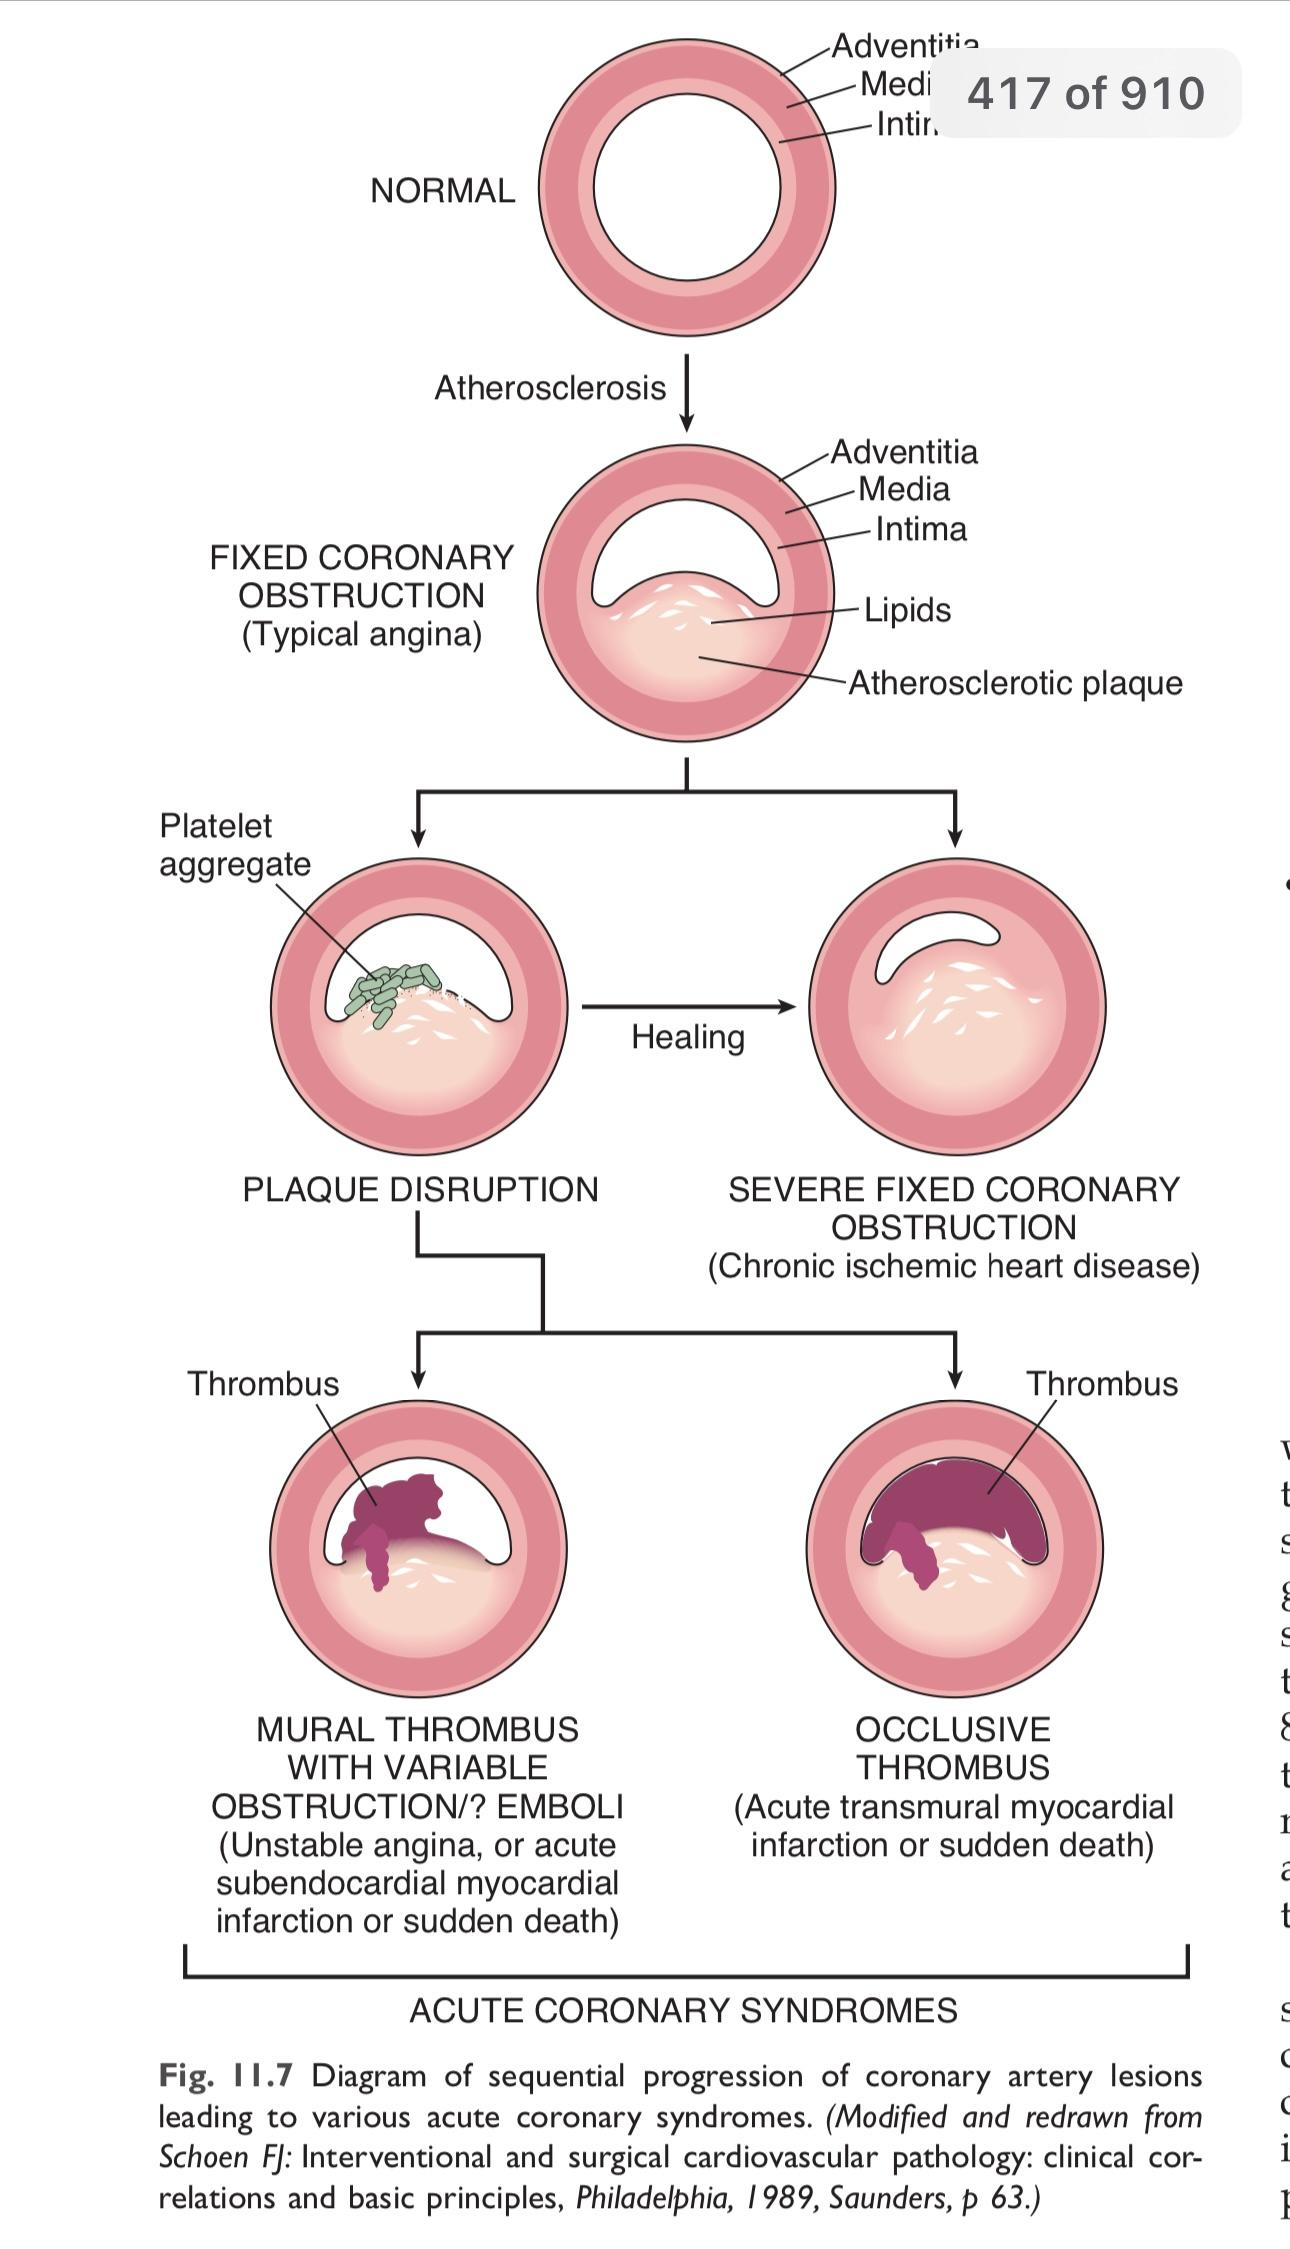 Adventitia
417 of 910
NORMAL
Atherosclerosis
Adventitia
Media
Intima
FIXED CORONARY
OBSTRUCTION
(Typical angina)
Lipids
Atherosclerotic plaque
Platelet
aggregate
Healing
PLAQUE DISRUPTION
SEVERE FIXED CORONARY
OBSTRUCTION
(Chronic ischemic heart disease)
Thrombus
Thrombus
MURAL THROMBUS
WITH VARIABLE
OBSTRUCTION/? EMBOLI
(Unstable angina, or acute
subendocardial myocardial
infarction or sudden death)
OCCLUSIVE
THROMBUS
(Acute transmural myocardial
infarction or sudden death)
ACUTE CORONARY SYNDROMES
Fig. 11.7 Diagram of sequential progression of coronary artery lesions
leading to various acute coronary syndromes. (Modified and redrawn from
Schoen FJ: Interventional and surgical cardiovascular pathology: clinical cor-
relations and basic principles, Philadelphia, 1989, Saunders, p 63.)